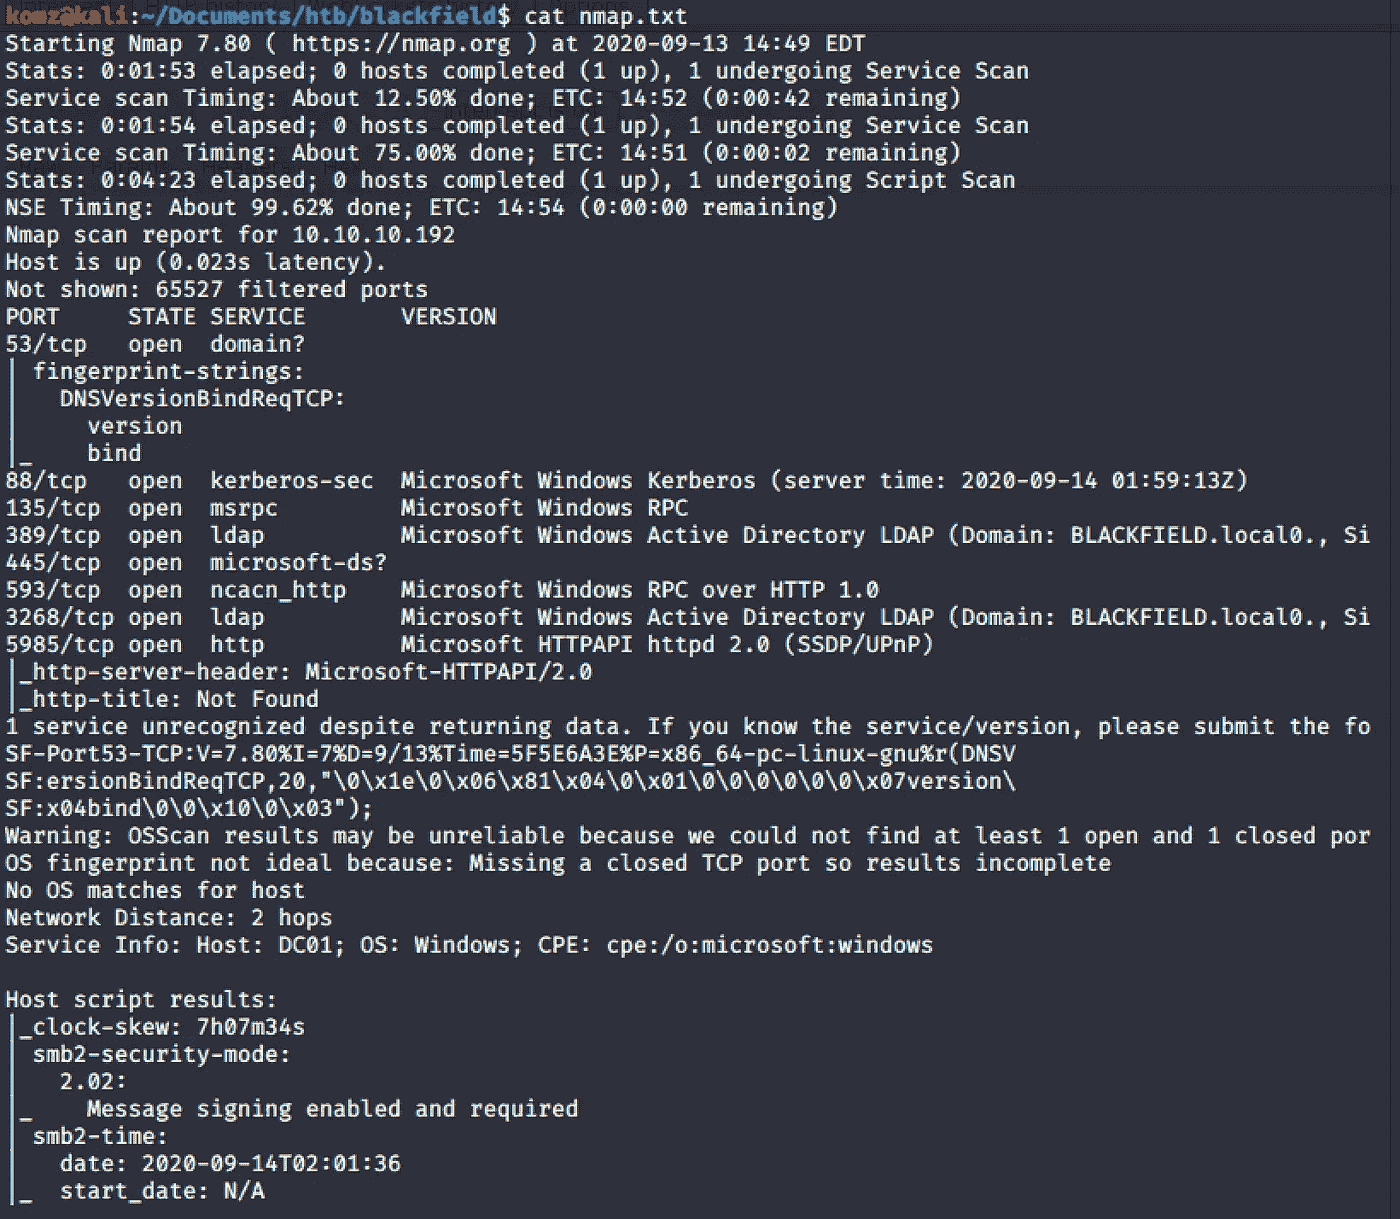 komz@kali:~/Documents/htb/blackfield$ cat nmap.txt
Starting Nmap 7.80 ( https://nmap.org ) at 2020-09-13 14:49 EDT
Stats: 0:01:53 elapsed; 0 hosts completed (1 up), 1 undergoing Service Scan
Service scan Timing: About 12.50% done; ETC: 14:52 (0:00:42 remaining)
Stats: 0:01:54 elapsed; 0 hosts completed (1 up), 1 undergoing Service Scan
Service scan Timing: About 75.00% done; ETC: 14:51 (0:00:02 remaining)
Stats: 0:04:23 elapsed; 0 hosts completed (1 up), 1 undergoing Script Scan
NSE Timing: About 99.62% done; ETC: 14:54 (0:00:00 remaining)
Nmap scan report for 10.10.10.192
Host is up (0.023s latency).
Not shown: 65527 filtered ports
PORT     STATE SERVICE       VERSION
53/tcp   open  domain?
| fingerprint-strings:
|   DNSVersionBindReqTCP:
|     version
|_    bind
88/tcp   open  kerberos-sec  Microsoft Windows Kerberos (server time: 2020-09-14 01:59:13Z)
135/tcp  open  msrpc         Microsoft Windows RPC
389/tcp  open  ldap          Microsoft Windows Active Directory LDAP (Domain: BLACKFIELD.local0., Si
445/tcp  open  microsoft-ds?
593/tcp  open  ncacn_http    Microsoft Windows RPC over HTTP 1.0
3268/tcp open  ldap          Microsoft Windows Active Directory LDAP (Domain: BLACKFIELD.local0., Si
5985/tcp open  http          Microsoft HTTPAPI httpd 2.0 (SSDP/UPnP)
|_http-server-header: Microsoft-HTTPAPI/2.0
|_http-title: Not Found
1 service unrecognized despite returning data. If you know the service/version, please submit the fo
SF-Port53-TCP:V=7.80%I=7%D=9/13%Time=5F5E6A3E%P=x86_64-pc-linux-gnu%r(DNSV
SF:ersionBindReqTCP,20,"\0\x1e\0\x06\x81\x04\0\x01\0\0\0\0\0\0\x07version\
SF:x04bind\0\0\x10\0\x03");
Warning: OSScan results may be unreliable because we could not find at least 1 open and 1 closed por
OS fingerprint not ideal because: Missing a closed TCP port so results incomplete
No OS matches for host
Network Distance: 2 hops
Service Info: Host: DC01; OS: Windows; CPE: cpe:/o:microsoft:windows
Host script results:
|_clock-skew: 7h07m34s
| smb2-security-mode:
|   2.02:
|_    Message signing enabled and required
| smb2-time:
|   date: 2020-09-14T02:01:36
|_  start_date: N/A